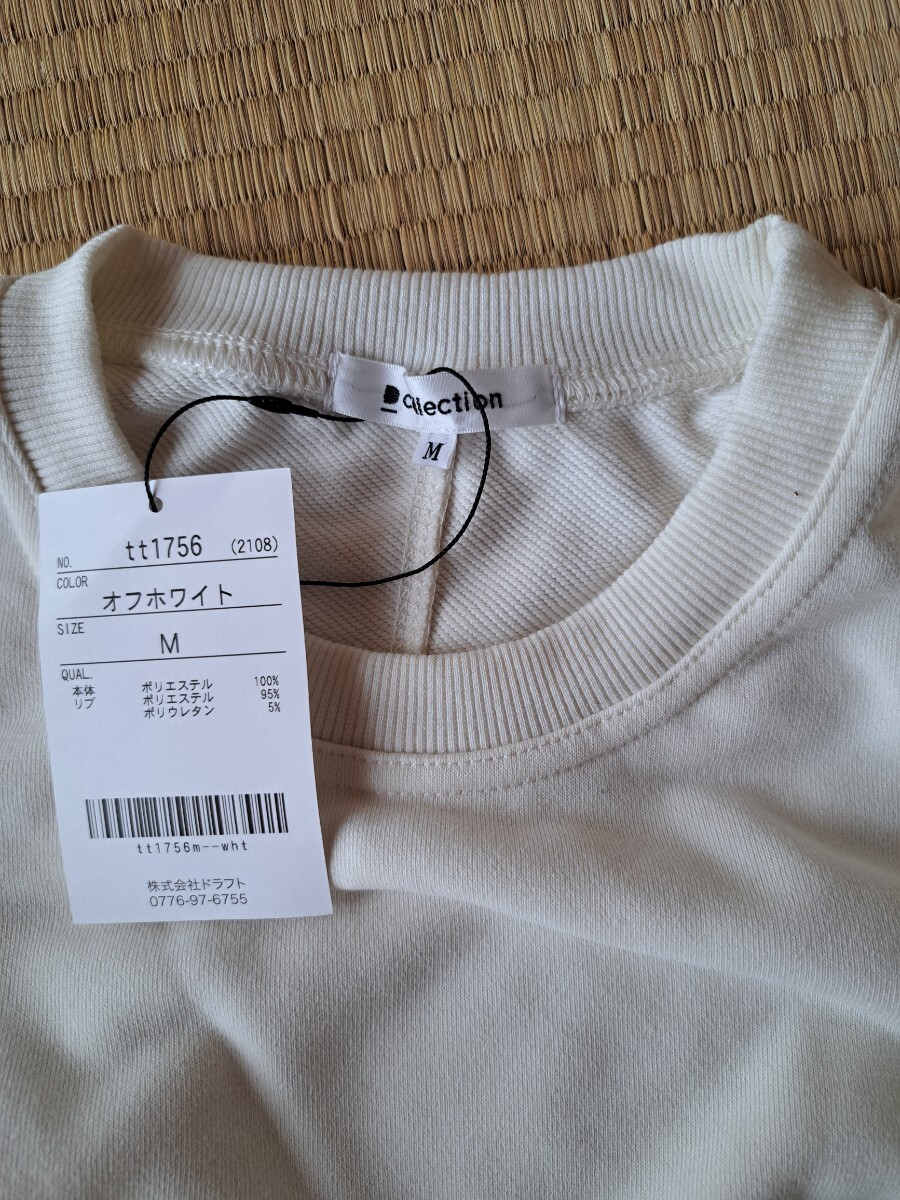 D collection
M
NO. tt1756 (2108)
COLOR
オフホワイト
SIZE
M
QUAL.
本体 ポリエステル 100%
リブ ポリエステル 95%
ポリウレタン 5%
tt1756m--wht
株式会社ドラフト
0776-97-6755